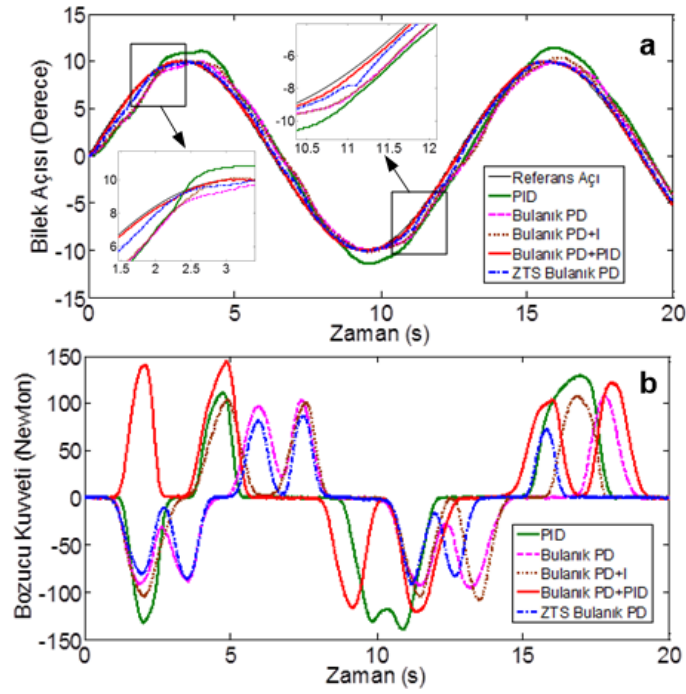 a
15
10
5
0
-5
-10
-15
Bilek Açısı (Derece)
-4
-6
-8
-10
10.5
11
11.5
12
10
8
6
1.5
2
2.5
3
Referans Açı
PID
Bulanık PD
Bulanık PD+I
Bulanık PD+PID
ZTS Bulanık PD
0
5
10
15
20
Zaman (s)
b
150
100
50
0
-50
-100
-150
Bozucu Kuvveti (Newton)
PID
Bulanık PD
Bulanık PD+I
Bulanık PD+PID
ZTS Bulanık PD
0
5
10
15
20
Zaman (s)